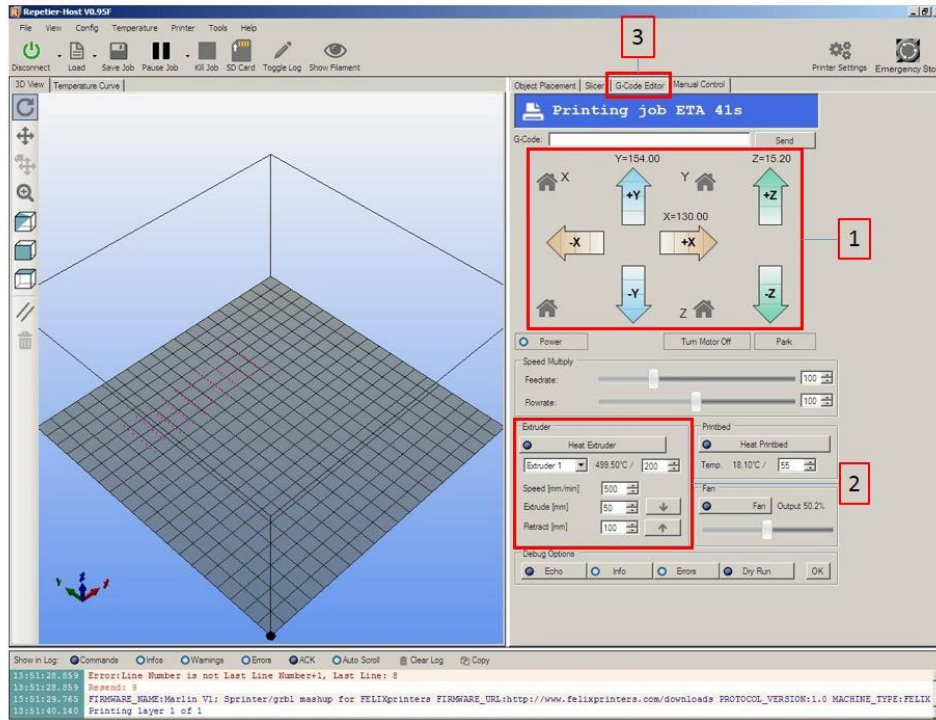 Repetier-Host V0.95F
File View Config Temperature Printer Tools Help
Disconnect Load Save Job Pause Job Kill Job SD Card Toggle Log Show Filament Printer Settings Emergency Sto
3
3D View Temperature Curve
Object Placement Slicer G-Code Editor Manual Control
Printing job ETA 41s
G-Code: Send
Y=154.00 Z=15.20
X Y
+Y +Z
X=130.00
-X +X
1
-Y -Z
Z
Power Turn Motor Off Park
Speed Multiply
Feedrate: 100
Flowrate: 100
Extruder Printbed
Heat Extruder Heat Printbed
Extruder 1 499.50°C / 200 Temp. 18.10°C / 55
2
Speed [mm/min] 500 Fan
Extrude [mm] 50 Fan Output 50.2%
Retract [mm] 100
Debug Options
Echo Info Errors Dry Run OK
Show in Log: Commands Infos Warnings Errors ACK Auto Scroll Clear Log Copy
13:51:28.859 Error:Line Number is not Last Line Number+1, Last Line: 8
13:51:28.859 Resend: 9
13:51:29.765 FIRMWARE_NAME:Marlin V1; Sprinter/grbl mashup for FELIXprinters FIRMWARE_URL:http://www.felixprinters.com/downloads PROTOCOL_VERSION:1.0 MACHINE_TYPE:FELIX
13:51:40.140 Printing layer 1 of 1